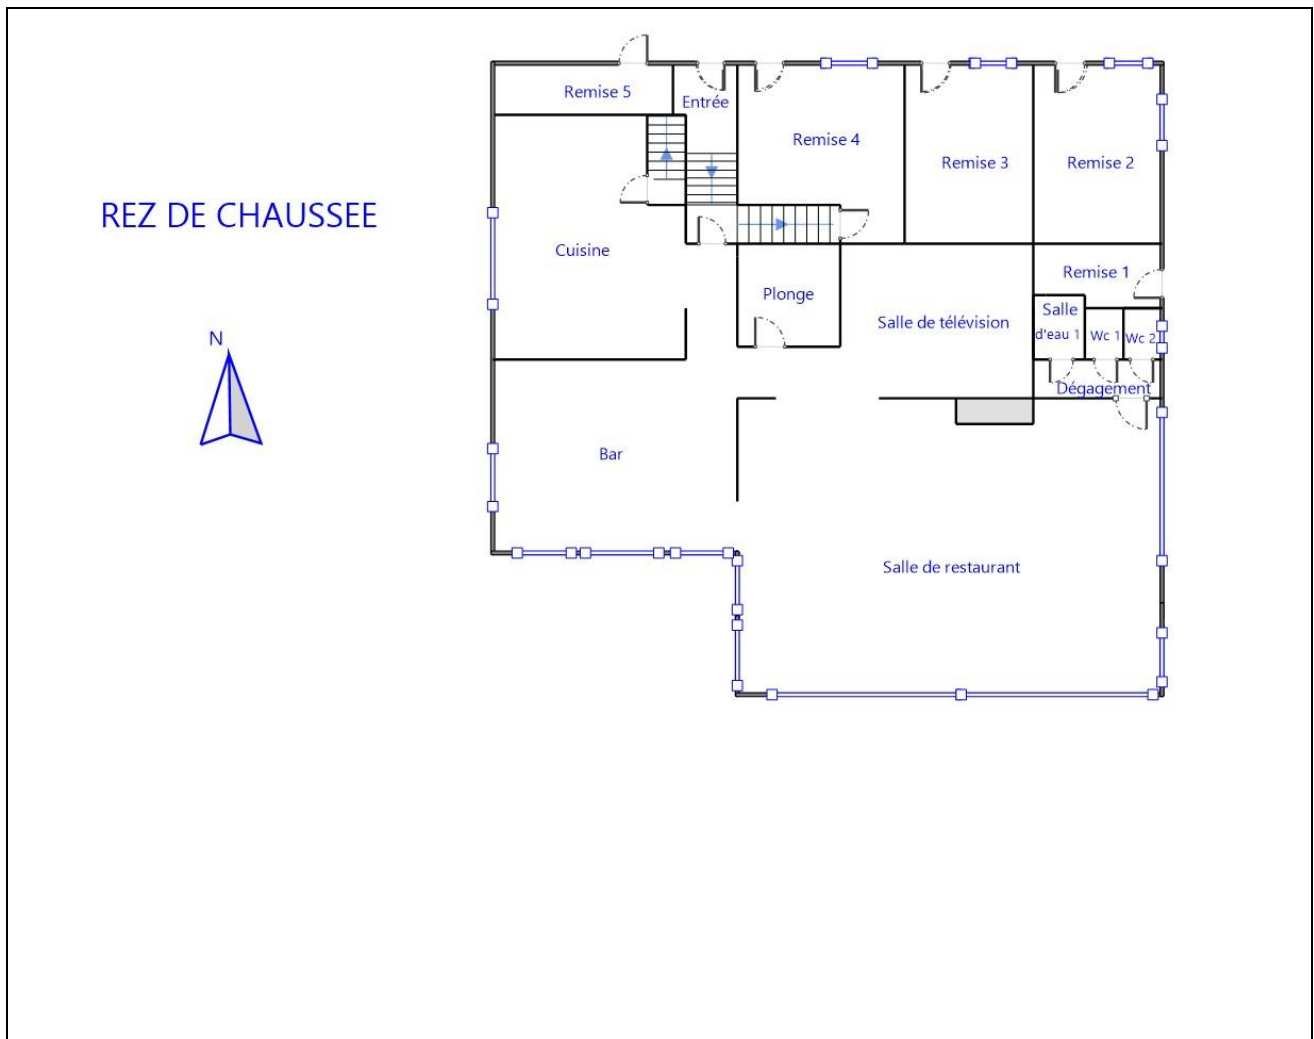 Remise 5
Entrée
Remise 4
Remise 3
Remise 2
REZ DE CHAUSSEE
Cuisine
Remise 1
Plonge
Salle de télévision
Salle
d'eau 1
Wc 1
Wc 2
N
Dégagement
Bar
Salle de restaurant